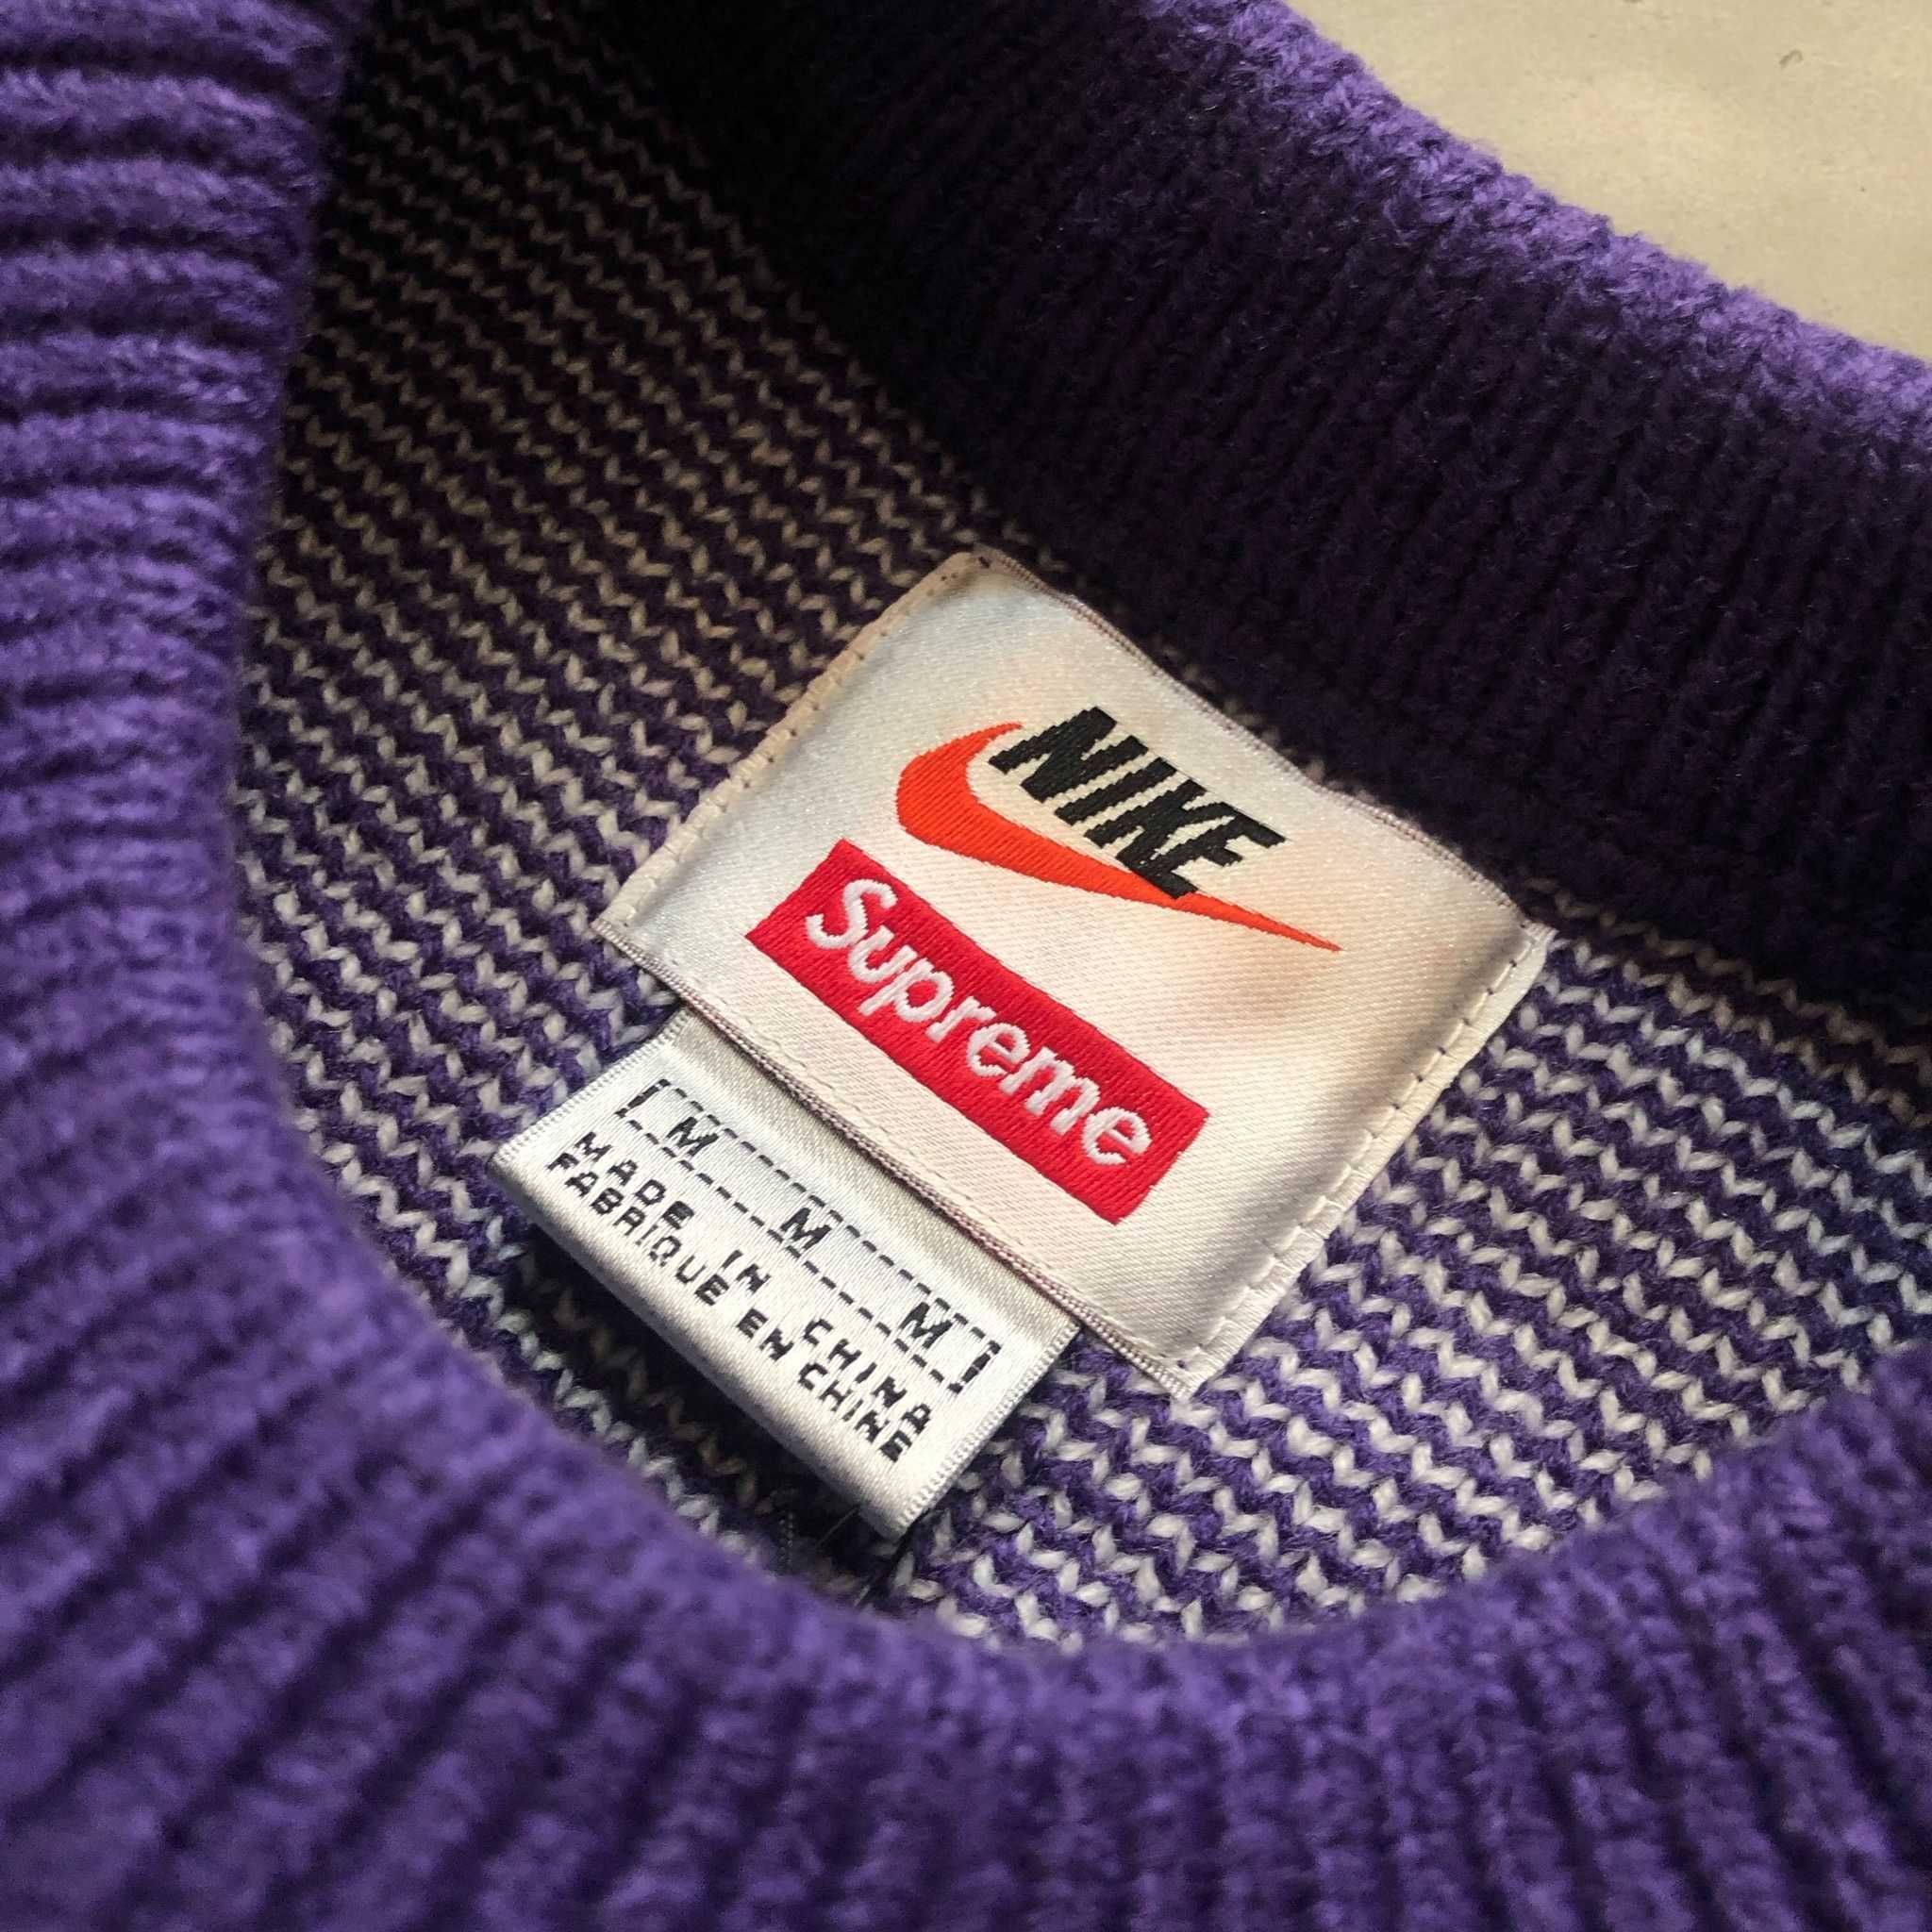 NIKE
Supreme
M M M
MADE IN CHINA
FABRIQUE EN CHINE